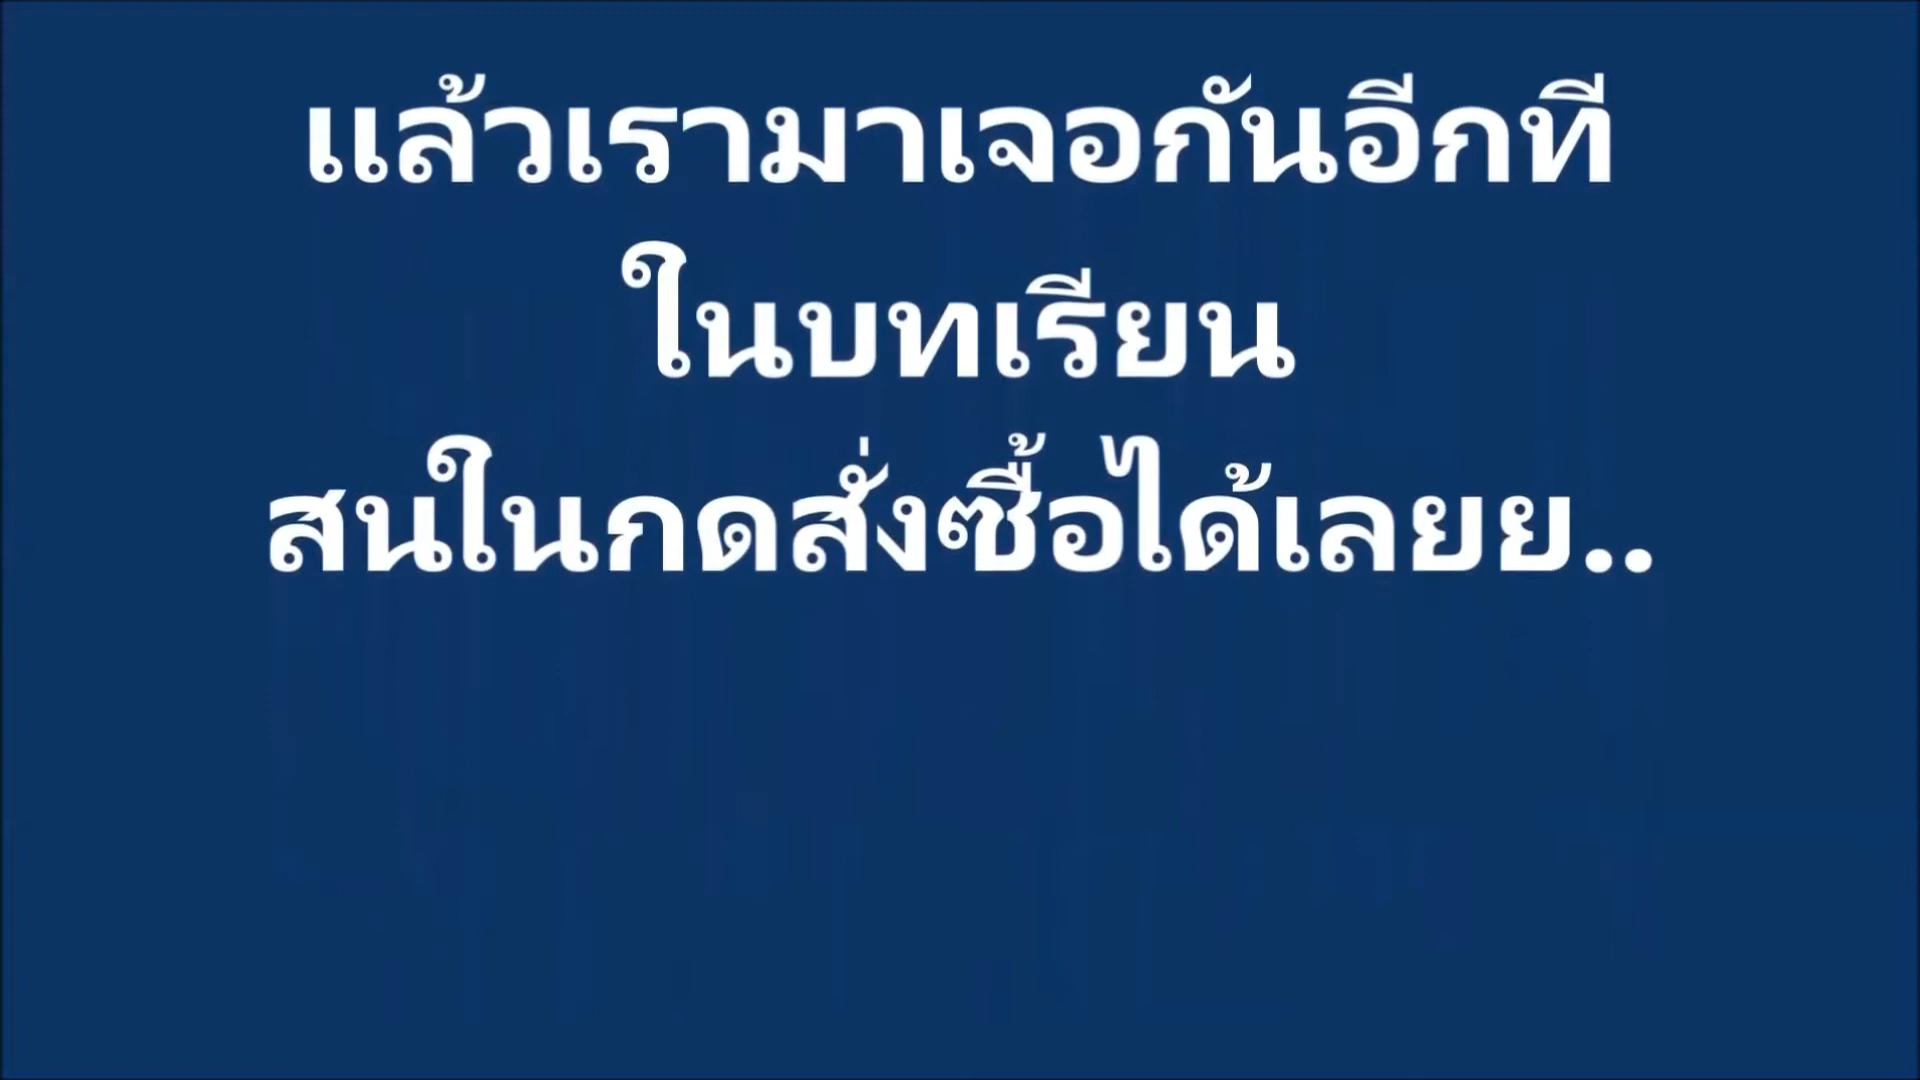 แล้วเรามาเจอกันอีกที
ในบทเรียน
สนในกดสั่งซื้อได้เลยย..